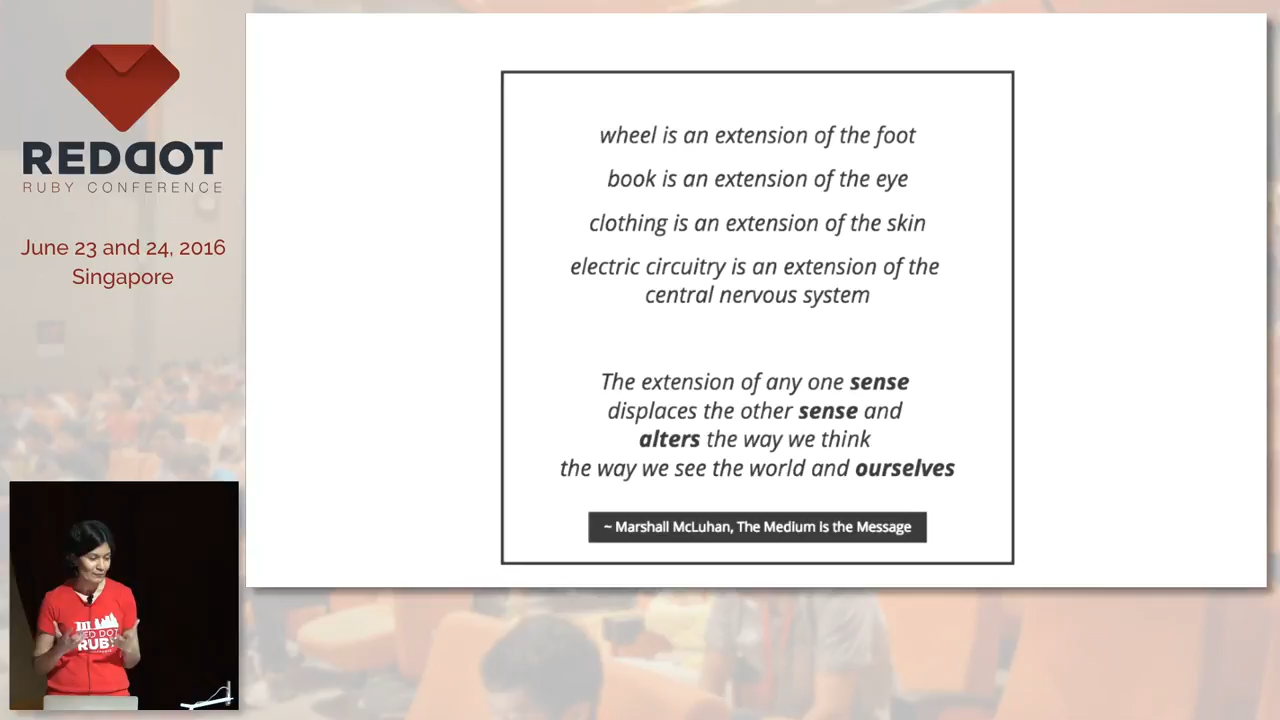 REDDOT
RUBY CONFERENCE
June 23 and 24, 2016
Singapore
wheel is an extension of the foot
book is an extension of the eye
clothing is an extension of the skin
electric circuitry is an extension of the
central nervous system
The extension of any one sense
displaces the other sense and
alters the way we think
the way we see the world and ourselves
~ Marshall McLuhan, The Medium is the Message
RED DOT
RUBY